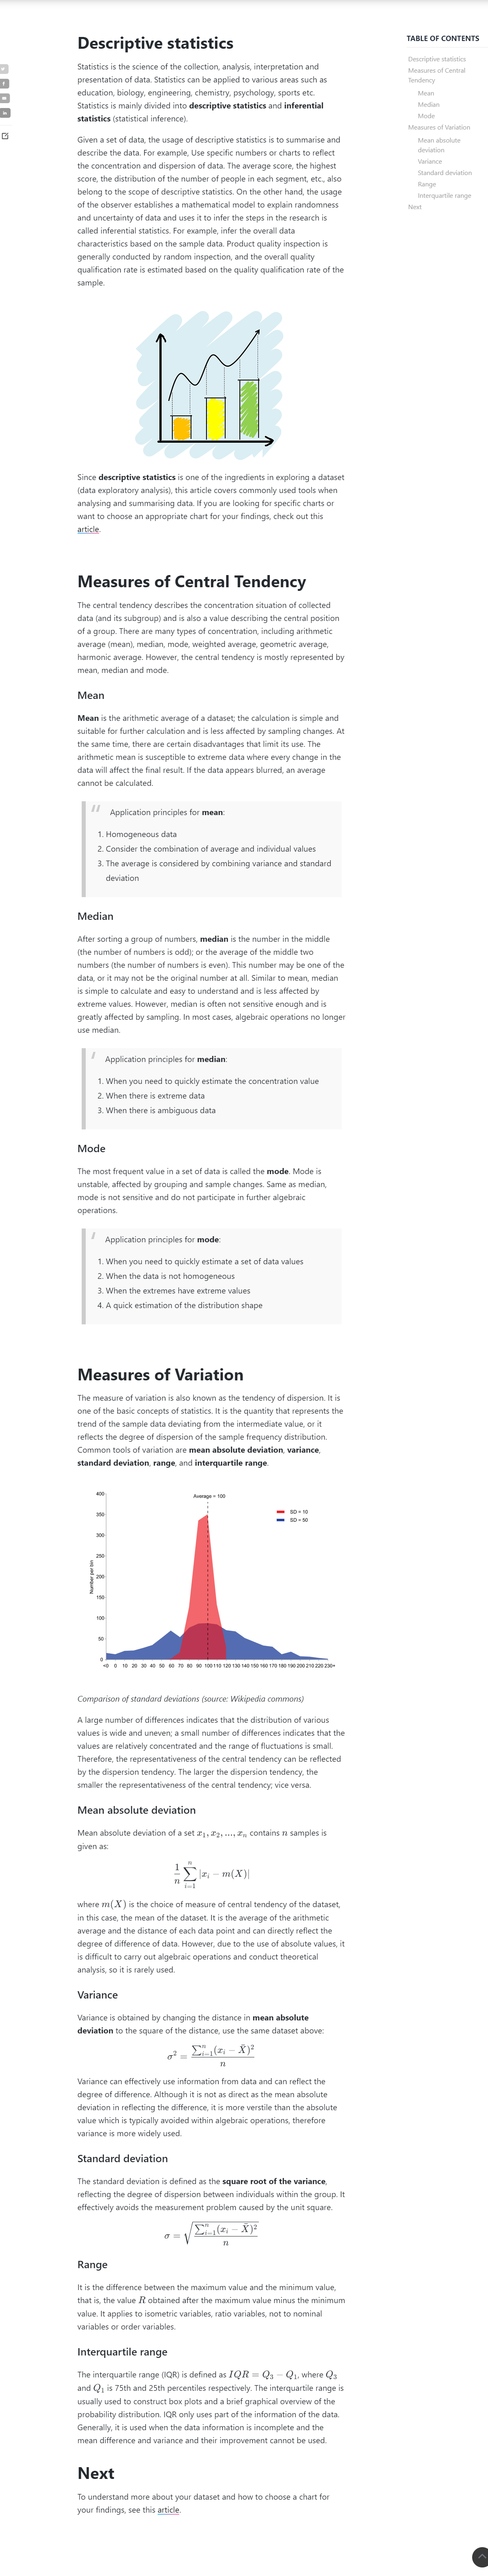 Descriptive statistics
Statistics is the science of the collection, analysis, interpretation and
presentation of data. Statistics can be applied to various areas such as
education, biology, engineering, chemistry, psychology, sports etc.
Statistics is mainly divided into descriptive statistics and inferential
statistics (statistical inference).
Given a set of data, the usage of descriptive statistics is to summarise and
describe the data. For example, Use specific numbers or charts to reflect
the concentration and dispersion of data. The average score, the highest
score, the distribution of the number of people in each segment, etc., also
belong to the scope of descriptive statistics. On the other hand, the usage
of the observer establishes a mathematical model to explain randomness
and uncertainty of data and uses it to infer the steps in the research is
called inferential statistics. For example, infer the overall data
characteristics based on the sample data. Product quality inspection is
generally conducted by random inspection, and the overall quality
qualification rate is estimated based on the quality qualification rate of the
sample.
Since descriptive statistics is one of the ingredients in exploring a dataset
(data exploratory analysis), this article covers commonly used tools when
analysing and summarising data. If you are looking for specific charts or
want to choose an appropriate chart for your findings, check out this
article.
Measures of Central Tendency
The central tendency describes the concentration situation of collected
data (and its subgroup) and is also a value describing the central position
of a group. There are many types of concentration, including arithmetic
average (mean), median, mode, weighted average, geometric average,
harmonic average. However, the central tendency is mostly represented by
mean, median and mode.
Mean
Mean is the arithmetic average of a dataset; the calculation is simple and
suitable for further calculation and is less affected by sampling changes. At
the same time, there are certain disadvantages that limit its use. The
arithmetic mean is susceptible to extreme data where every change in the
data will affect the final result. If the data appears blurred, an average
cannot be calculated.
Application principles for mean:
1. Homogeneous data
2. Consider the combination of average and individual values
3. The average is considered by combining variance and standard
deviation
Median
After sorting a group of numbers, median is the number in the middle
(the number of numbers is odd); or the average of the middle two
numbers (the number of numbers is even). This number may be one of the
data, or it may not be the original number at all. Similar to mean, median
is simple to calculate and easy to understand and is less affected by
extreme values. However, median is often not sensitive enough and is
greatly affected by sampling. In most cases, algebraic operations no longer
use median.
Application principles for median:
1. When you need to quickly estimate the concentration value
2. When there is extreme data
3. When there is ambiguous data
Mode
The most frequent value in a set of data is called the mode. Mode is
unstable, affected by grouping and sample changes. Same as median,
mode is not sensitive and do not participate in further algebraic
operations.
Application principles for mode:
1. When you need to quickly estimate a set of data values
2. When the data is not homogeneous
3. When the extremes have extreme values
4. A quick estimation of the distribution shape
Measures of Variation
The measure of variation is also known as the tendency of dispersion. It is
one of the basic concepts of statistics. It is the quantity that represents the
trend of the sample data deviating from the intermediate value, or it
reflects the degree of dispersion of the sample frequency distribution.
Common tools of variation are mean absolute deviation, variance,
standard deviation, range, and interquartile range.
Average = 100
SD = 10
SD = 50
Number per bin
400
350
300
250
200
150
100
50
0
<0 0 10 20 30 40 50 60 70 80 90 100 110 120 130 140 150 160 170 180 190 200 210 220 230+
Comparison of standard deviations (source: Wikipedia commons)
A large number of differences indicates that the distribution of various
values is wide and uneven; a small number of differences indicates that the
values are relatively concentrated and the range of fluctuations is small.
Therefore, the representativeness of the central tendency can be reflected
by the dispersion tendency. The larger the dispersion tendency, the
smaller the representativeness of the central tendency; vice versa.
Mean absolute deviation
Mean absolute deviation of a set x₁, x₂, ..., xₙ contains n samples is
given as:
1/n ∑ᵢ₌₁ⁿ |xᵢ − m(X)|
where m(X) is the choice of measure of central tendency of the dataset,
in this case, the mean of the dataset. It is the average of the arithmetic
average and the distance of each data point and can directly reflect the
degree of difference of data. However, due to the use of absolute values, it
is difficult to carry out algebraic operations and conduct theoretical
analysis, so it is rarely used.
Variance
Variance is obtained by changing the distance in mean absolute
deviation to the square of the distance, use the same dataset above:
σ² = ∑ᵢ₌₁ⁿ(xᵢ − X̄)² / n
Variance can effectively use information from data and can reflect the
degree of difference. Although it is not as direct as the mean absolute
deviation in reflecting the difference, it is more verstile than the absolute
value which is typically avoided within algebraic operations, therefore
variance is more widely used.
Standard deviation
The standard deviation is defined as the square root of the variance,
reflecting the degree of dispersion between individuals within the group. It
effectively avoids the measurement problem caused by the unit square.
σ = √(∑ᵢ₌₁ⁿ(xᵢ − X̄)² / n)
Range
It is the difference between the maximum value and the minimum value,
that is, the value R obtained after the maximum value minus the minimum
value. It applies to isometric variables, ratio variables, not to nominal
variables or order variables.
Interquartile range
The interquartile range (IQR) is defined as IQR = Q₃ − Q₁, where Q₃
and Q₁ is 75th and 25th percentiles respectively. The interquartile range is
usually used to construct box plots and a brief graphical overview of the
probability distribution. IQR only uses part of the information of the data.
Generally, it is used when the data information is incomplete and the
mean difference and variance and their improvement cannot be used.
Next
To understand more about your dataset and how to choose a chart for
your findings, see this article.
TABLE OF CONTENTS
Descriptive statistics
Measures of Central
Tendency
Mean
Median
Mode
Measures of Variation
Mean absolute
deviation
Variance
Standard deviation
Range
Interquartile range
Next